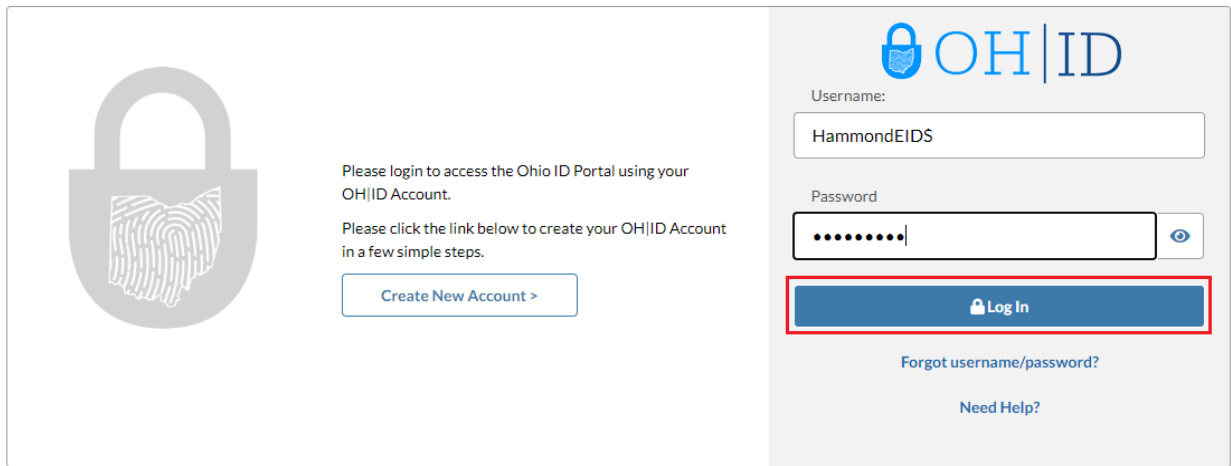 OH|ID
Username:
HammondEIDS
Please login to access the Ohio ID Portal using your
OH|ID Account.
Please click the link below to create your OH|ID Account
in a few simple steps.
Create New Account >
Password
•••••••••
Log In
Forgot username/password?
Need Help?